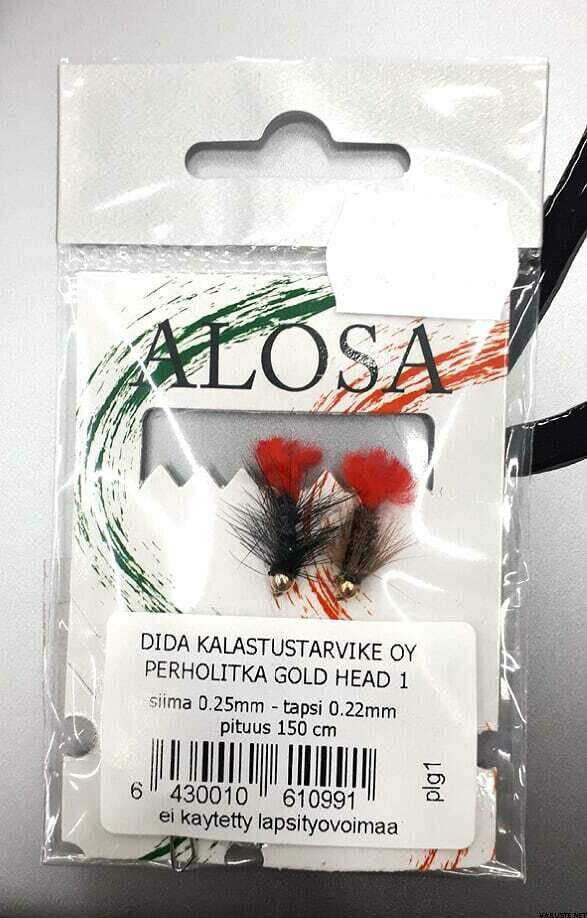 ALOSA
DIDA KALASTUSTARVIKE OY
PERHOLITKA GOLD HEAD 1
siima 0.25mm - tapsi 0.22mm
pituus 150 cm
6 430010 610991
plg1
ei kaytetty lapsityovoimaa
VARUSTE.NET